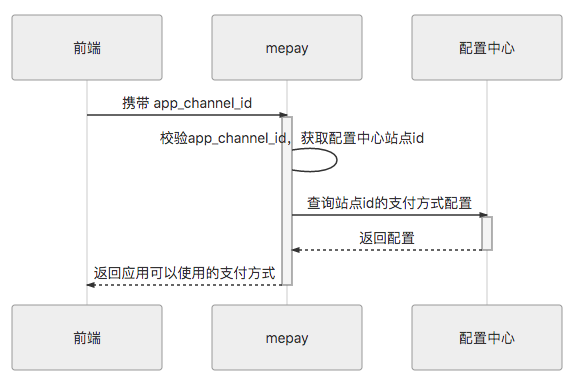 前端
mepay
配置中心
携带 app_channel_id
校验app_channel_id，获取配置中心站点id
查询站点id的支付方式配置
返回配置
返回应用可以使用的支付方式
前端
mepay
配置中心